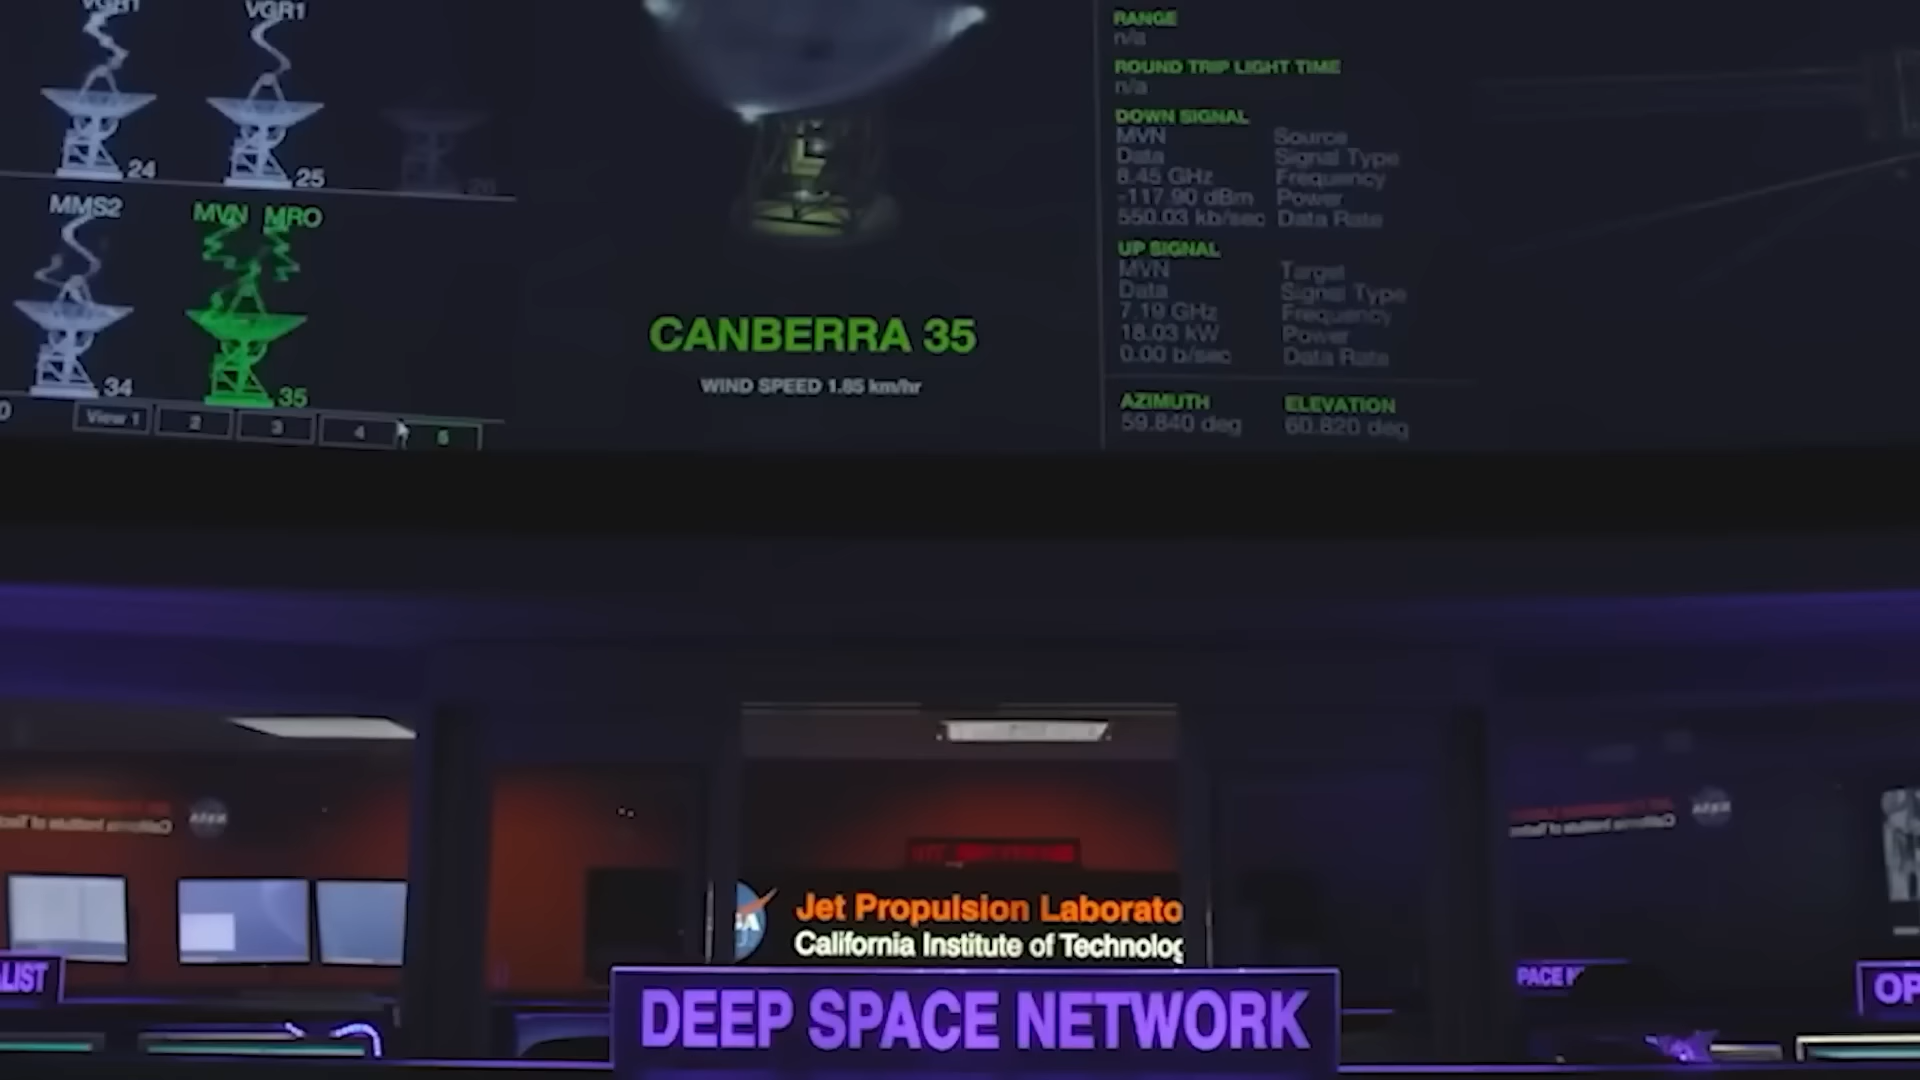 VGR1
VGR1
24
25
26
MMS2
MVN MRO
34
35
View 1
2
3
4
5
CANBERRA 35
WIND SPEED 1.85 km/hr
RANGE
n/a
ROUND TRIP LIGHT TIME
n/a
DOWN SIGNAL
MVN Source
Data Signal Type
8.45 GHz Frequency
-117.90 dBm Power
550.03 kb/sec Data Rate
UP SIGNAL
MVN Target
Data Signal Type
7.19 GHz Frequency
18.03 kW Power
0.00 b/sec Data Rate
AZIMUTH ELEVATION
59.840 deg 60.820 deg
Jet Propulsion Laborato
California Institute of Technolog
LIST
DEEP SPACE NETWORK
PACE
OP